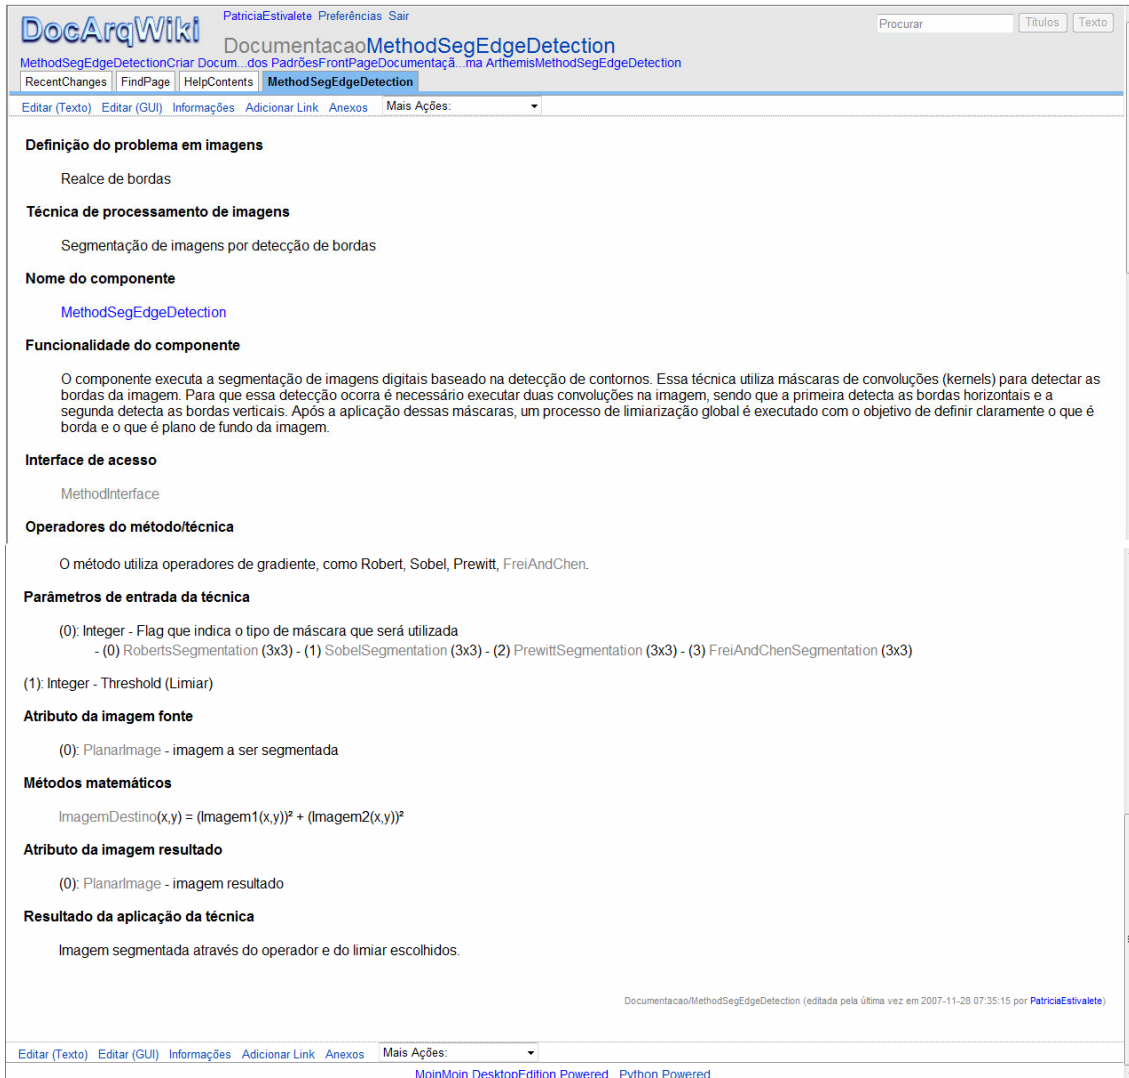 DocArqWiki
PatriciaEstivalete Preferências Sair
Procurar Títulos Texto
DocumentacaoMethodSegEdgeDetection
MethodSegEdgeDetectionCriar Docum...dos PadrõesFrontPageDocumentaçã...ma ArthemisMethodSegEdgeDetection
RecentChanges FindPage HelpContents MethodSegEdgeDetection
Editar (Texto) Editar (GUI) Informações Adicionar Link Anexos Mais Ações:
Definição do problema em imagens
Realce de bordas
Técnica de processamento de imagens
Segmentação de imagens por detecção de bordas
Nome do componente
MethodSegEdgeDetection
Funcionalidade do componente
O componente executa a segmentação de imagens digitais baseado na detecção de contornos. Essa técnica utiliza máscaras de convoluções (kernels) para detectar as
bordas da imagem. Para que essa detecção ocorra é necessário executar duas convoluções na imagem, sendo que a primeira detecta as bordas horizontais e a
segunda detecta as bordas verticais. Após a aplicação dessas máscaras, um processo de limiarização global é executado com o objetivo de definir claramente o que é
borda e o que é plano de fundo da imagem.
Interface de acesso
MethodInterface
Operadores do método/técnica
O método utiliza operadores de gradiente, como Robert, Sobel, Prewitt, FreiAndChen.
Parâmetros de entrada da técnica
(0): Integer - Flag que indica o tipo de máscara que será utilizada
- (0) RobertsSegmentation (3x3) - (1) SobelSegmentation (3x3) - (2) PrewittSegmentation (3x3) - (3) FreiAndChenSegmentation (3x3)
(1): Integer - Threshold (Limiar)
Atributo da imagem fonte
(0): PlanarImage - imagem a ser segmentada
Métodos matemáticos
ImagemDestino(x,y) = (Imagem1(x,y))² + (Imagem2(x,y))²
Atributo da imagem resultado
(0): PlanarImage - imagem resultado
Resultado da aplicação da técnica
Imagem segmentada através do operador e do limiar escolhidos.
Documentacao/MethodSegEdgeDetection (editada pela última vez em 2007-11-28 07:35:15 por PatriciaEstivalete)
Editar (Texto) Editar (GUI) Informações Adicionar Link Anexos Mais Ações:
MoinMoin DesktopEdition Powered Python Powered